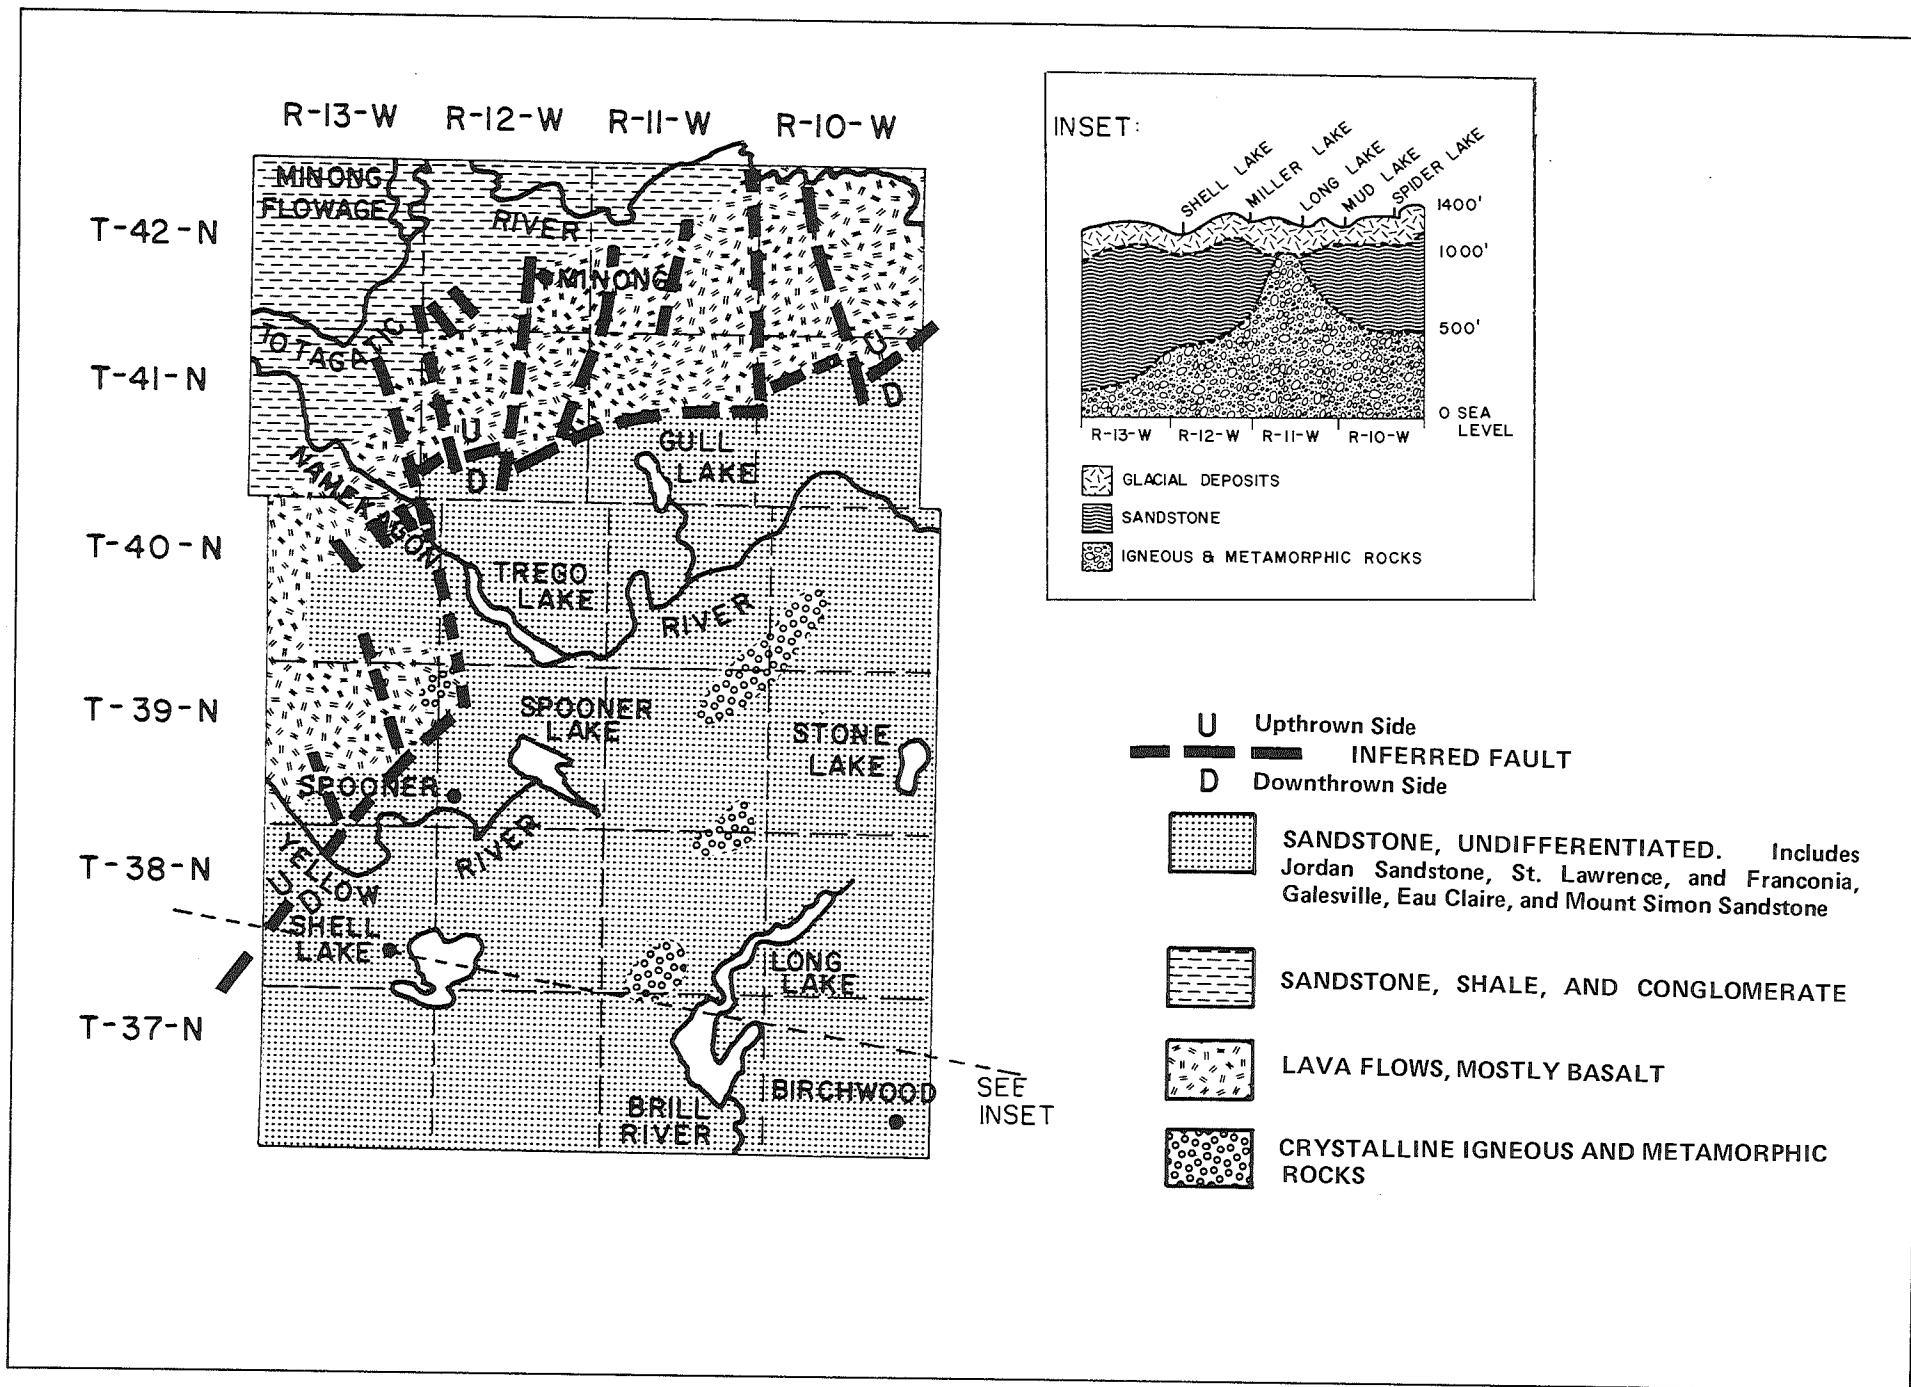 R-13-W R-12-W R-11-W R-10-W
T-42-N
T-41-N
T-40-N
T-39-N
T-38-N
T-37-N
MINONG
FLOWAGE
RIVER
MINONG
TOTAGATIC
U
D
U
D
GULL
LAKE
NAMEKAGON
TREGO
LAKE
RIVER
SPOONER
LAKE
STONE
LAKE
SPOONER
RIVER
YELLOW
U
D
SHELL
LAKE
LONG
LAKE
BIRCHWOOD
BRILL
RIVER
SEE
INSET
INSET:
SHELL LAKE
MILLER LAKE
LONG LAKE
MUD LAKE
SPIDER LAKE
1400'
1000'
500'
0 SEA
LEVEL
R-13-W R-12-W R-11-W R-10-W
GLACIAL DEPOSITS
SANDSTONE
IGNEOUS & METAMORPHIC ROCKS
U Upthrown Side
INFERRED FAULT
D Downthrown Side
SANDSTONE, UNDIFFERENTIATED. Includes
Jordan Sandstone, St. Lawrence, and Franconia,
Galesville, Eau Claire, and Mount Simon Sandstone
SANDSTONE, SHALE, AND CONGLOMERATE
LAVA FLOWS, MOSTLY BASALT
CRYSTALLINE IGNEOUS AND METAMORPHIC
ROCKS